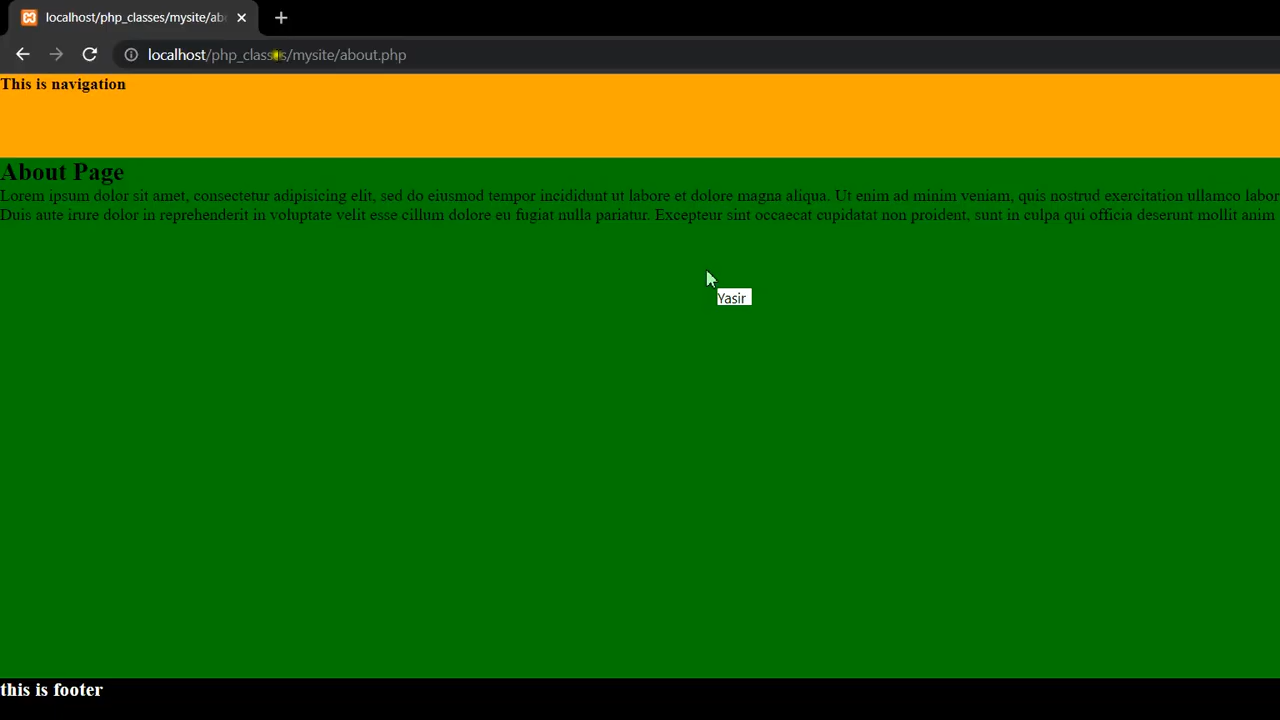 localhost/php_classes/mysite/ab
localhost/php_classes/mysite/about.php
This is navigation
About Page
Lorem ipsum dolor sit amet, consectetur adipisicing elit, sed do eiusmod tempor incididunt ut labore et dolore magna aliqua. Ut enim ad minim veniam, quis nostrud exercitation ullamco labor
Duis aute irure dolor in reprehenderit in voluptate velit esse cillum dolore eu fugiat nulla pariatur. Excepteur sint occaecat cupidatat non proident, sunt in culpa qui officia deserunt mollit anim
Yasir
this is footer